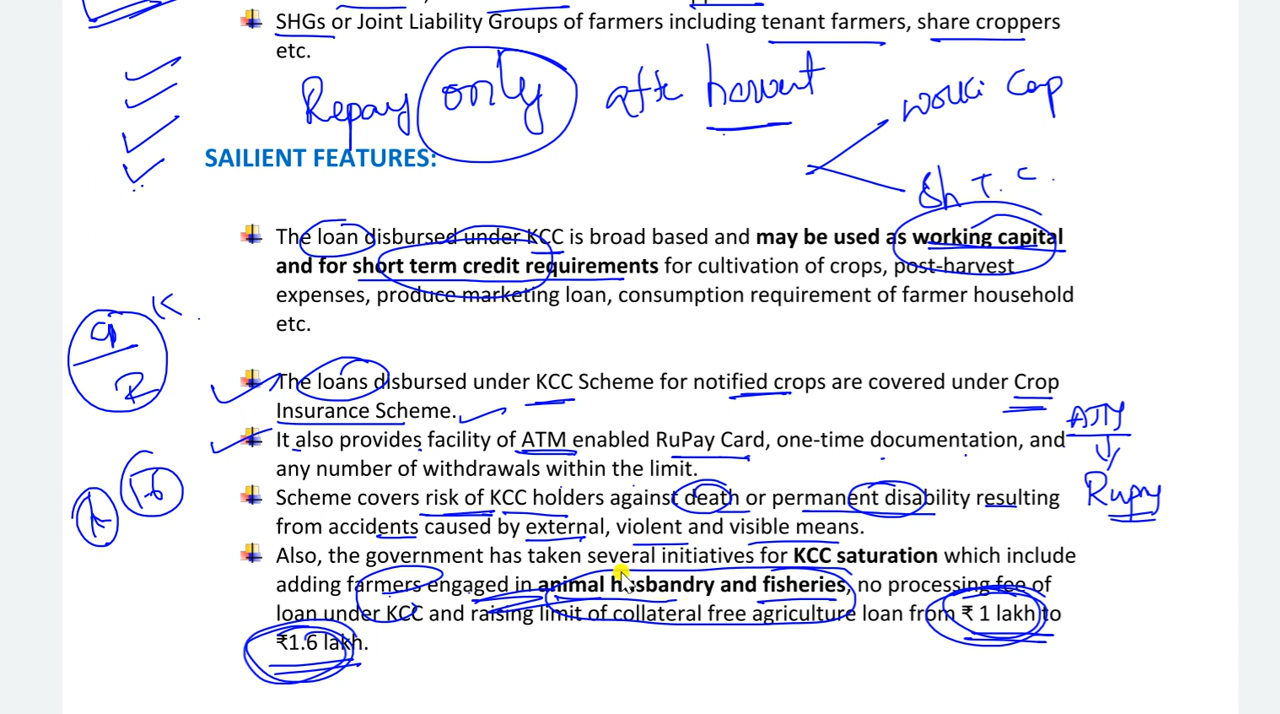 SHGs or Joint Liability Groups of farmers including tenant farmers, share croppers
etc.
Repay only after harvest
Worki Cap
Sh T. C.
SAILIENT FEATURES:
The loan disbursed under KCC is broad based and may be used as working capital
and for short term credit requirements for cultivation of crops, post-harvest
expenses, produce marketing loan, consumption requirement of farmer household
etc.
K
The loans disbursed under KCC Scheme for notified crops are covered under Crop
Insurance Scheme.
It also provides facility of ATM enabled RuPay Card, one-time documentation, and
any number of withdrawals within the limit.
ATM
Rupay
Scheme covers risk of KCC holders against death or permanent disability resulting
from accidents caused by external, violent and visible means.
Also, the government has taken several initiatives for KCC saturation which include
adding farmers engaged in animal husbandry and fisheries, no processing fee of
loan under KCC and raising limit of collateral free agriculture loan from ₹ 1 lakh to
₹1.6 lakh.